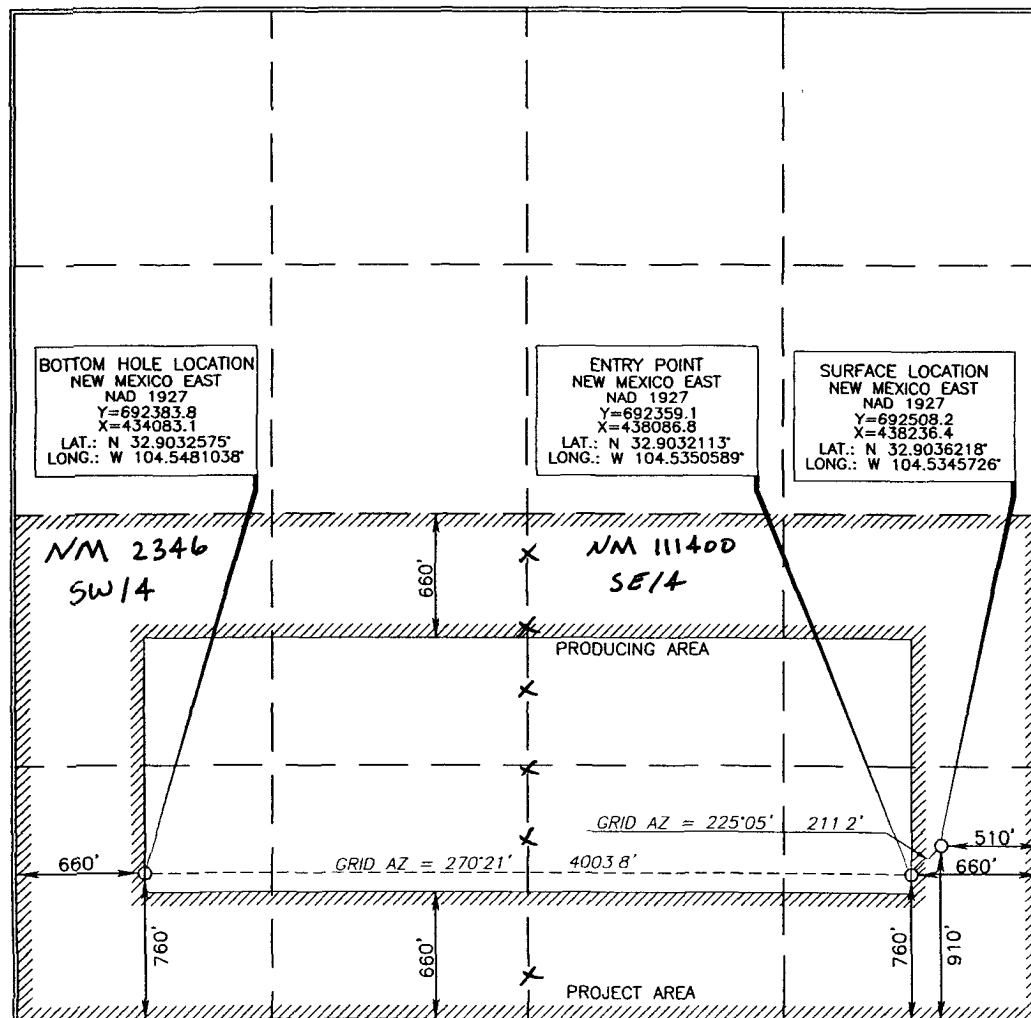 BOTTOM HOLE LOCATION
NEW MEXICO EAST
NAD 1927
Y=692383.8
X=434083.1
LAT.: N 32.9032575°
LONG.: W 104.5481038°
ENTRY POINT
NEW MEXICO EAST
NAD 1927
Y=692359.1
X=438086.8
LAT.: N 32.9032113°
LONG.: W 104.5350589°
SURFACE LOCATION
NEW MEXICO EAST
NAD 1927
Y=692508.2
X=438236.4
LAT.: N 32.9036218°
LONG.: W 104.5345726°
NM 2346
SW/4
660'
NM 111400
SE/4
PRODUCING AREA
GRID AZ = 225°05' 211 2'
510'
660'
GRID AZ = 270°21' 4003 8'
660'
760'
660'
760'
910'
PROJECT AREA